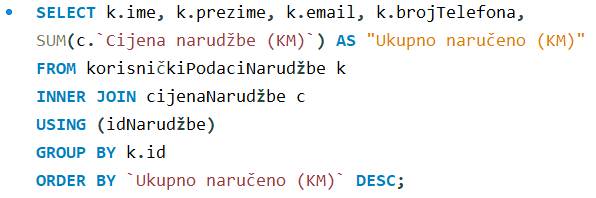 SELECT k.ime, k.prezime, k.email, k.brojTelefona,
SUM(c.`Cijena narudžbe (KM)`) AS "Ukupno naručeno (KM)"
FROM korisničkiPodaciNarudžbe k
INNER JOIN cijenaNarudžbe c
USING (idNarudžbe)
GROUP BY k.id
ORDER BY `Ukupno naručeno (KM)` DESC;